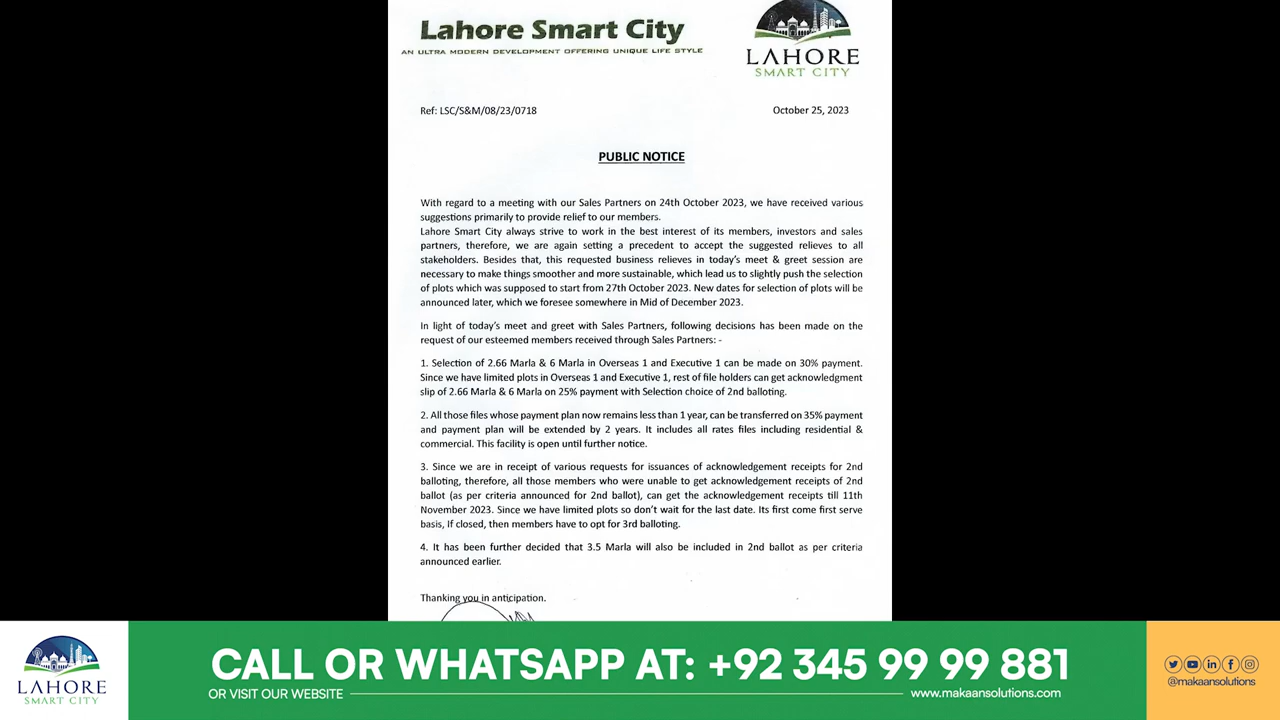 Lahore Smart City
AN ULTRA MODERN DEVELOPMENT OFFERING UNIQUE LIFE STYLE
LAHORE
SMART CITY
Ref: LSC/S&M/08/23/0718
October 25, 2023
PUBLIC NOTICE
With regard to a meeting with our Sales Partners on 24th October 2023, we have received various
suggestions primarily to provide relief to our members.
Lahore Smart City always strive to work in the best interest of its members, investors and sales
partners, therefore, we are again setting a precedent to accept the suggested relieves to all
stakeholders. Besides that, this requested business relieves in today's meet & greet session are
necessary to make things smoother and more sustainable, which lead us to slightly push the selection
of plots which was supposed to start from 27th October 2023. New dates for selection of plots will be
announced later, which we foresee somewhere in Mid of December 2023.
In light of today's meet and greet with Sales Partners, following decisions has been made on the
request of our esteemed members received through Sales Partners: -
1. Selection of 2.66 Marla & 6 Marla in Overseas 1 and Executive 1 can be made on 30% payment.
Since we have limited plots in Overseas 1 and Executive 1, rest of file holders can get acknowledgment
slip of 2.66 Marla & 6 Marla on 25% payment with Selection choice of 2nd balloting.
2. All those files whose payment plan now remains less than 1 year, can be transferred on 35% payment
and payment plan will be extended by 2 years. It includes all rates files including residential &
commercial. This facility is open until further notice.
3. Since we are in receipt of various requests for issuances of acknowledgement receipts for 2nd
balloting, therefore, all those members who were unable to get acknowledgement receipts of 2nd
ballot (as per criteria announced for 2nd ballot), can get the acknowledgement receipts till 11th
November 2023. Since we have limited plots so don't wait for the last date. Its first come first serve
basis, If closed, then members have to opt for 3rd balloting.
4. It has been further decided that 3.5 Marla will also be included in 2nd ballot as per criteria
announced earlier.
Thanking you in anticipation.
LAHORE
SMART CITY
CALL OR WHATSAPP AT: +92 345 99 99 881
OR VISIT OUR WEBSITE
www.makaansolutions.com
@makaansolutions